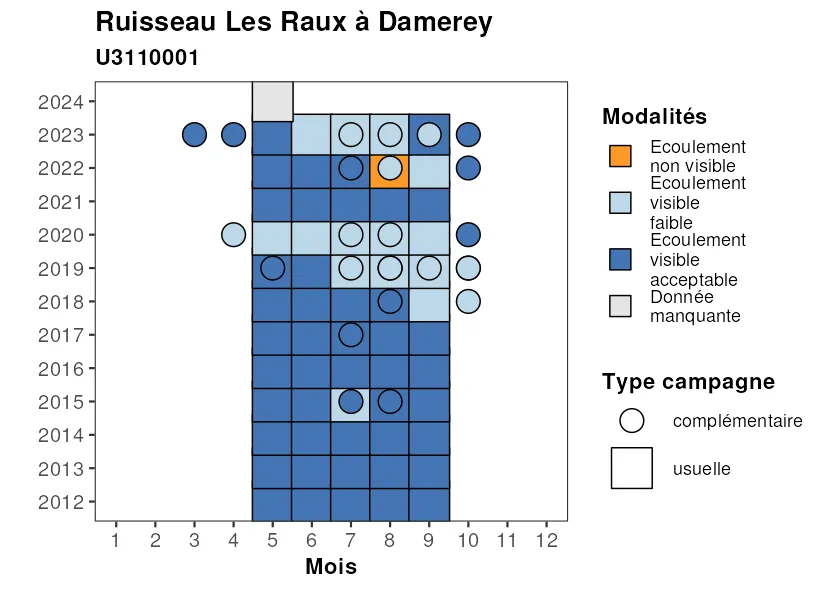 Ruisseau Les Raux à Damerey
U3110001
2024
2023
2022
2021
2020
2019
2018
2017
2016
2015
2014
2013
2012
1 2 3 4 5 6 7 8 9 10 11 12
Mois
Modalités
Ecoulement
non visible
Ecoulement
visible
faible
Ecoulement
visible
acceptable
Donnée
manquante
Type campagne
complémentaire
usuelle